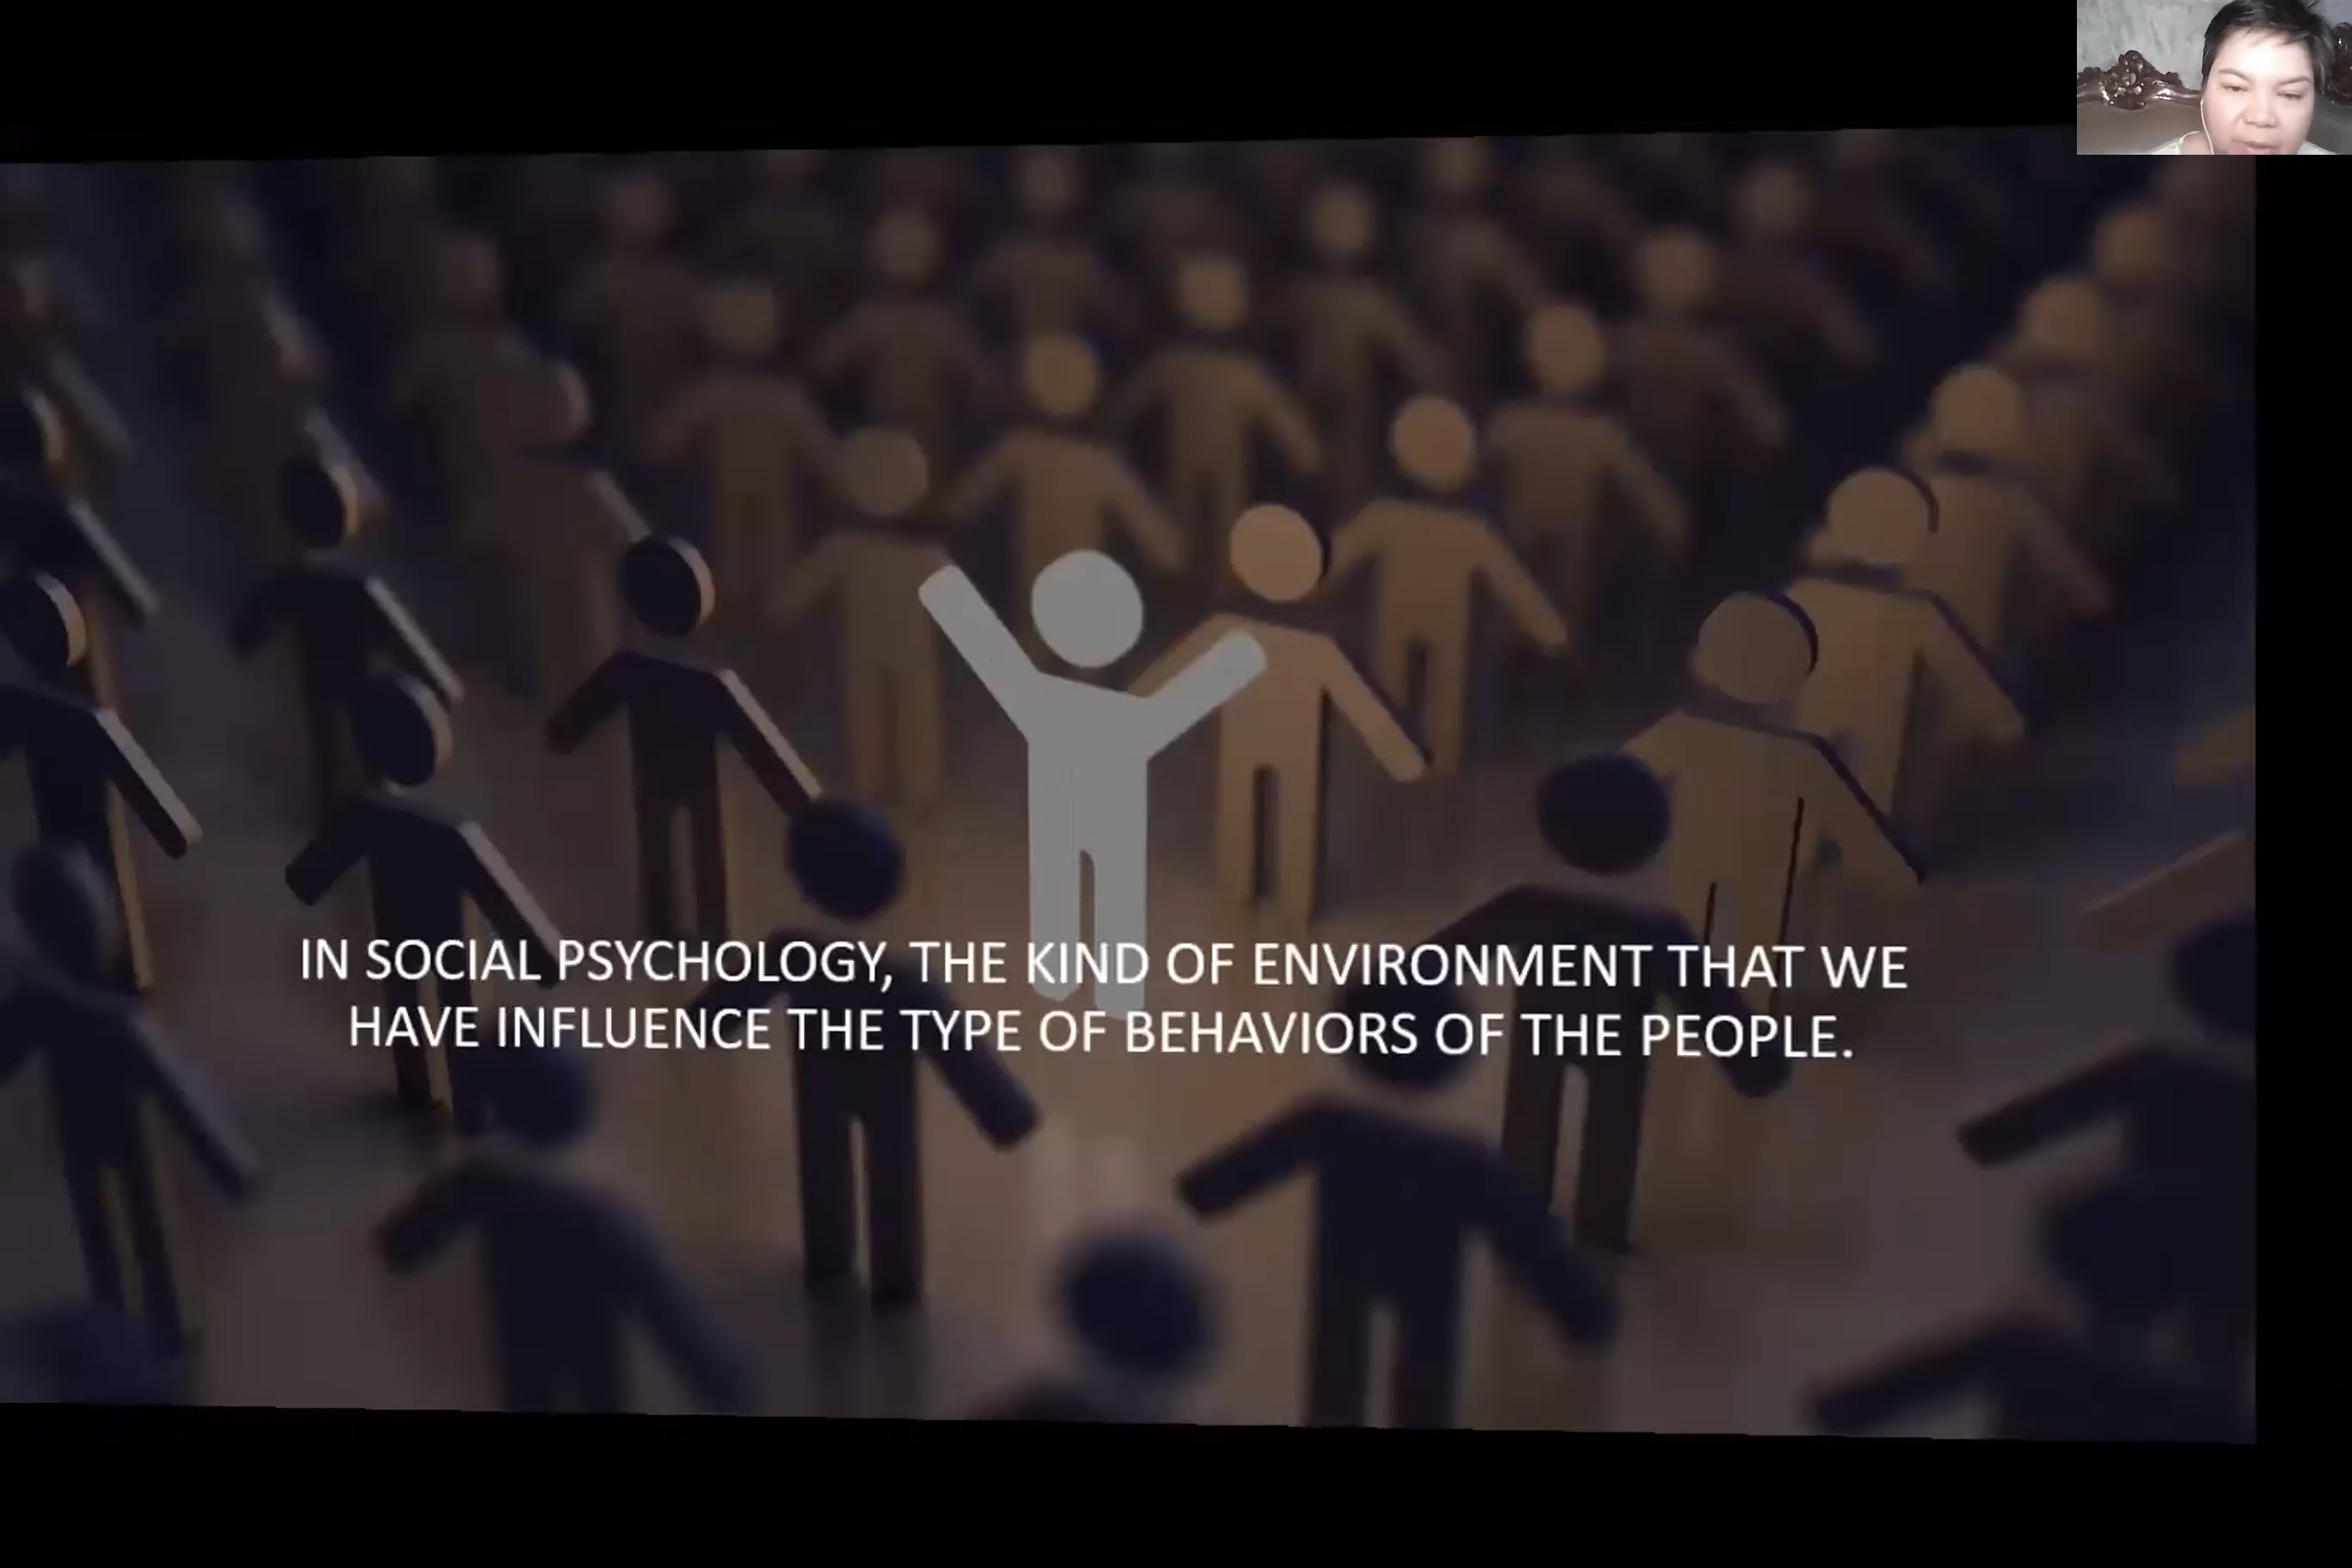 IN SOCIAL PSYCHOLOGY, THE KIND OF ENVIRONMENT THAT WE
HAVE INFLUENCE THE TYPE OF BEHAVIORS OF THE PEOPLE.